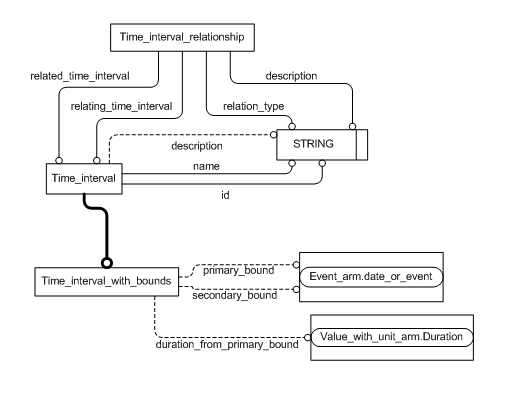 Time_interval_relationship
related_time_interval
description
relating_time_interval
relation_type
description
STRING
name
Time_interval
id
primary_bound
Event_arm.date_or_event
Time_interval_with_bounds
secondary_bound
Value_with_unit_arm.Duration
duration_from_primary_bound